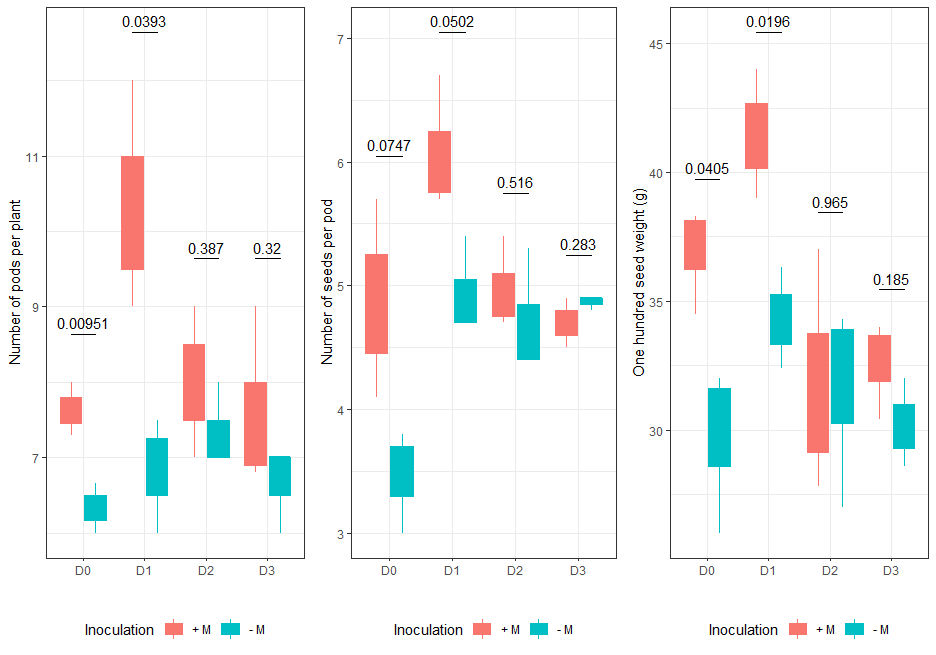 Number of pods per plant
11
9
7
0.00951
0.0393
0.387
0.32
D0 D1 D2 D3
Inoculation + M - M
Number of seeds per pod
7
6
5
4
3
0.0747
0.0502
0.516
0.283
D0 D1 D2 D3
Inoculation + M - M
One hundred seed weight (g)
45
40
35
30
0.0405
0.0196
0.965
0.185
D0 D1 D2 D3
Inoculation + M - M